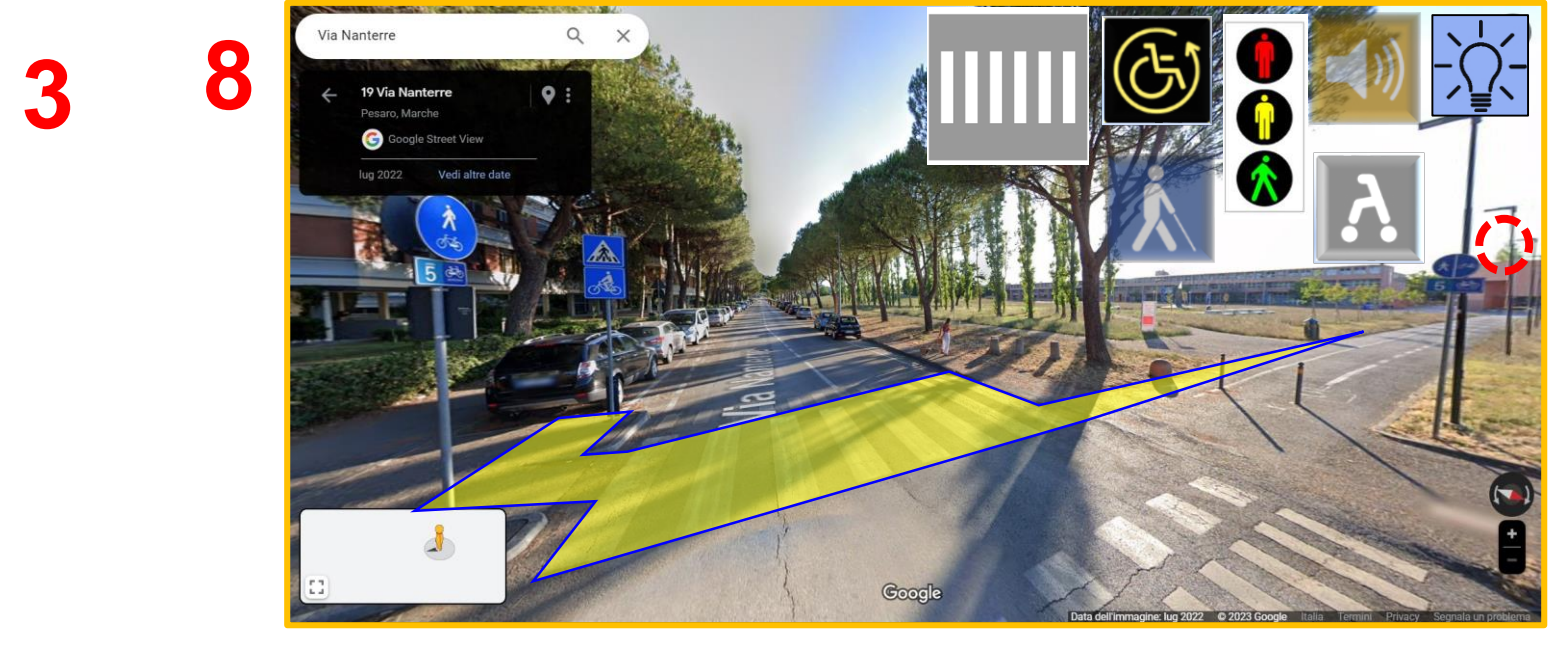 3
8
Via Nanterre
19 Via Nanterre
Pesaro, Marche
Google Street View
lug 2022 Vedi altre date
5
5
Via Nanterre
Google
Data dell'immagine: lug 2022 © 2023 Google Italia Termini Privacy Segnala un problema